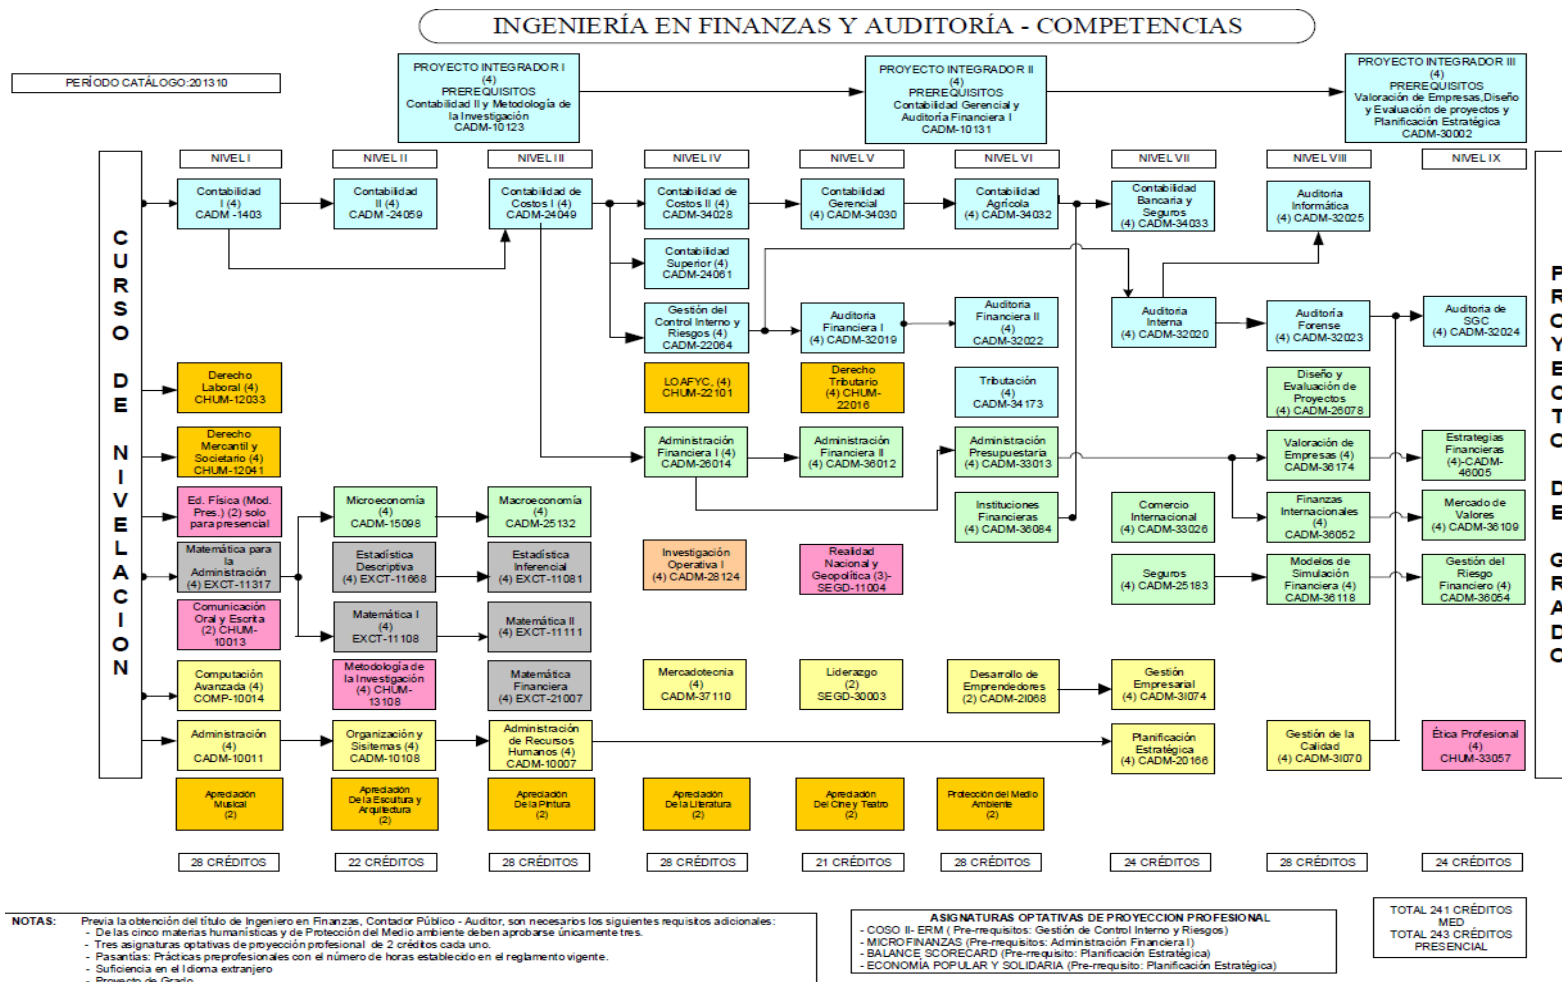 INGENIERÍA EN FINANZAS Y AUDITORÍA - COMPETENCIAS
PERÍODO CATÁLOGO:201310
PROYECTO INTEGRADOR I
(4)
PREREQUISITOS
Contabilidad II y Metodología de
la Investigación
CADM-10123
PROYECTO INTEGRADOR II
(4)
PREREQUISITOS
Contabilidad Gerencial y
Auditoría Financiera I
CADM-10131
PROYECTO INTEGRADOR III
(4)
PREREQUISITOS
Valoración de Empresas,Diseño
y Evaluación de proyectos y
Planificación Estratégica
CADM-30002
CURSO DE NIVELACION
NIVEL I
NIVEL II
NIVEL III
NIVEL IV
NIVEL V
NIVEL VI
NIVEL VII
NIVEL VIII
NIVEL IX
PROYECTO DE GRADO
Contabilidad
I (4)
CADM -1403
Contabilidad
II (4)
CADM -24059
Contabilidad de
Costos I (4)
CADM-24049
Contabilidad de
Costos II (4)
CADM-34028
Contabilidad
Gerencial
(4) CADM-34030
Contabilidad
Agrícola
(4) CADM-34032
Contabilidad
Bancaria y
Seguros
(4) CADM-34033
Auditoria
Informática
(4) CADM-32025
Contabilidad
Superior (4)
CADM-24061
Gestión del
Control Interno y
Riesgos (4)
CADM-22064
Auditoria
Financiera I
(4) CADM-32019
Auditoria
Financiera II
(4)
CADM-32022
Auditoria
Interna
(4) CADM-32020
Auditoría
Forense
(4) CADM-32023
Auditoria de
SGC
(4) CADM-32024
Derecho
Laboral (4)
CHUM-12033
LOAFYC, (4)
CHUM-22101
Derecho
Tributario
(4) CHUM-
22016
Tributación
(4)
CADM-34173
Diseño y
Evaluación de
Proyectos
(4) CADM-26078
Derecho
Mercantil y
Societario (4)
CHUM-12041
Administración
Financiera I (4)
CADM-26014
Administración
Financiera II
(4) CADM-36012
Administración
Presupuestaria
(4) CADM-33013
Valoración de
Empresas (4)
CADM-36174
Estrategias
Financieras
(4)-CADM-
46005
Ed. Física (Mod.
Pres.) (2) solo
para presencial
Microeconomía
(4)
CADM-15098
Macroeconomía
(4)
CADM-25132
Instituciones
Financieras
(4) CADM-36084
Comercio
Internacional
(4) CADM-33026
Finanzas
Internacionales
(4)
CADM-36052
Mercado de
Valores
(4) CADM-36109
Matemática para
la
Administración
(4) EXCT-11317
Estadística
Descriptiva
(4) EXCT-11668
Estadística
Inferencial
(4) EXCT-11081
Investigación
Operativa I
(4) CADM-28124
Realidad
Nacional y
Geopolítica (3)-
SEGD-11004
Seguros
(4) CADM-25183
Modelos de
Simulación
Financiera (4)
CADM-36118
Gestión del
Riesgo
Financiero (4)
CADM-36054
Comunicación
Oral y Escrita
(2) CHUM-
10013
Matemática I
(4)
EXCT-11108
Matemática II
(4) EXCT-11111
Computación
Avanzada (4)
COMP-10014
Metodología de
la Investigación
(4) CHUM-
13108
Matemática
Financiera
(4) EXCT-21007
Mercadotecnia
(4)
CADM-37110
Liderazgo
(2)
SEGD-30003
Desarrollo de
Emprendedores
(2) CADM-2I068
Gestión
Empresarial
(4) CADM-3I074
Administración
(4)
CADM-10011
Organización y
Sisitemas (4)
CADM-10108
Administración
de Recursos
Humanos (4)
CADM-10007
Planificación
Estratégica
(4) CADM-20166
Gestión de la
Calidad
(4) CADM-3I070
Ética Profesional
(4)
CHUM-33057
Apreciación
Musical
(2)
Apreciación
De la Escultura y
Arquitectura
(2)
Apreciación
De la Pintura
(2)
Apreciación
De la Literatura
(2)
Apreciación
Del Cine y Teatro
(2)
Protección del Medio
Ambiente
(2)
28 CRÉDITOS
22 CRÉDITOS
28 CRÉDITOS
28 CRÉDITOS
21 CRÉDITOS
28 CRÉDITOS
24 CRÉDITOS
28 CRÉDITOS
24 CRÉDITOS
NOTAS: Previa la obtención del título de Ingeniero en Finanzas, Contador Público - Auditor, son necesarios los siguientes requisitos adicionales:
- De las cinco materias humanísticas y de Protección del Medio ambiente deben aprobarse únicamente tres.
- Tres asignaturas optativas de proyección profesional de 2 créditos cada uno.
- Pasantías: Prácticas preprofesionales con el número de horas establecido en el reglamento vigente.
- Suficiencia en el Idioma extranjero
- Proyecto de Grado
ASIGNATURAS OPTATIVAS DE PROYECCION PROFESIONAL
- COSO II- ERM ( Pre-rrequisitos: Gestión de Control Interno y Riesgos)
- MICROFINANZAS (Pre-rrequisitos: Administración Financiera I)
- BALANCE SCORECARD (Pre-rrequisito: Planificación Estratégica)
- ECONOMÍA POPULAR Y SOLIDARIA (Pre-rrequisito: Planificación Estratégica)
TOTAL 241 CRÉDITOS
MED
TOTAL 243 CRÉDITOS
PRESENCIAL